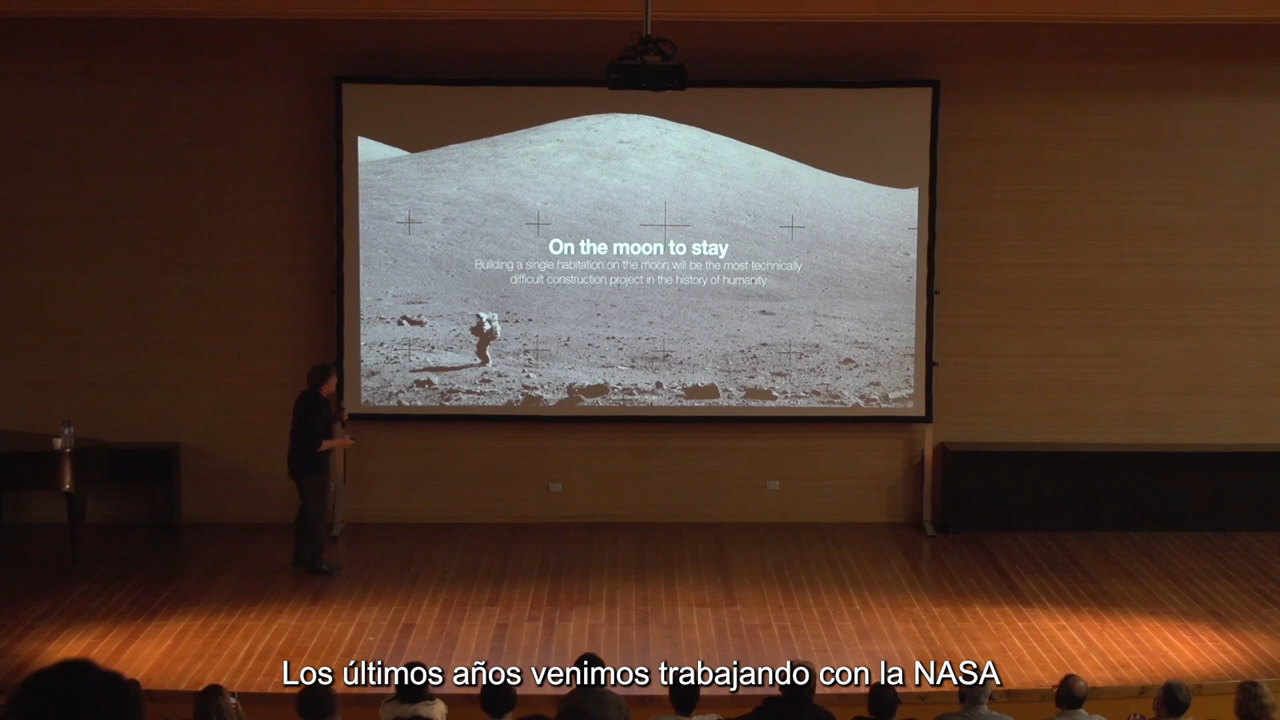 On the moon to stay
Building a single habitation on the moon will be the most technically
difficult construction project in the history of humanity
Los últimos años venimos trabajando con la NASA